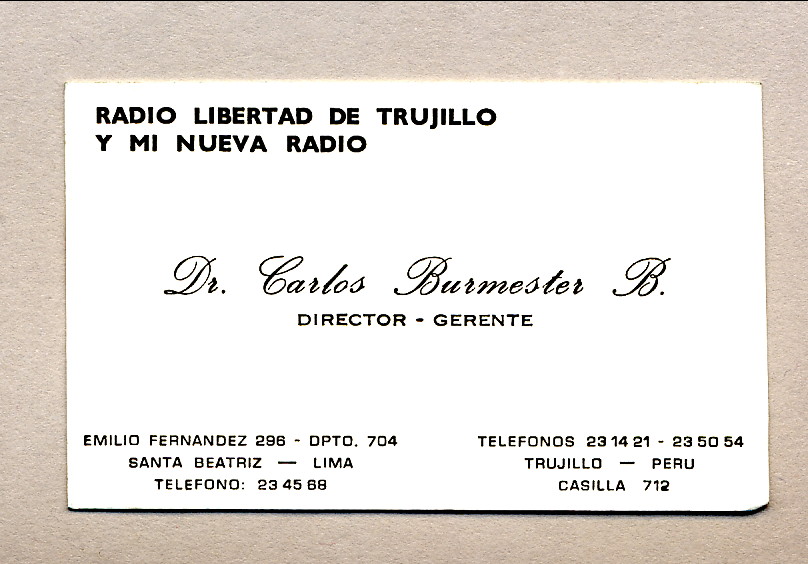 RADIO LIBERTAD DE TRUJILLO
Y MI NUEVA RADIO
Dr. Carlos Burmester B.
DIRECTOR - GERENTE
EMILIO FERNANDEZ 296 - DPTO. 704
SANTA BEATRIZ — LIMA
TELEFONO: 23 45 68
TELEFONOS 23 14 21 - 23 50 54
TRUJILLO — PERU
CASILLA 712